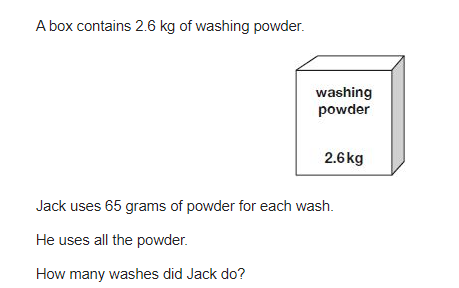 A box contains 2.6 kg of washing powder.
washing
powder
2.6 kg
Jack uses 65 grams of powder for each wash.
He uses all the powder.
How many washes did Jack do?